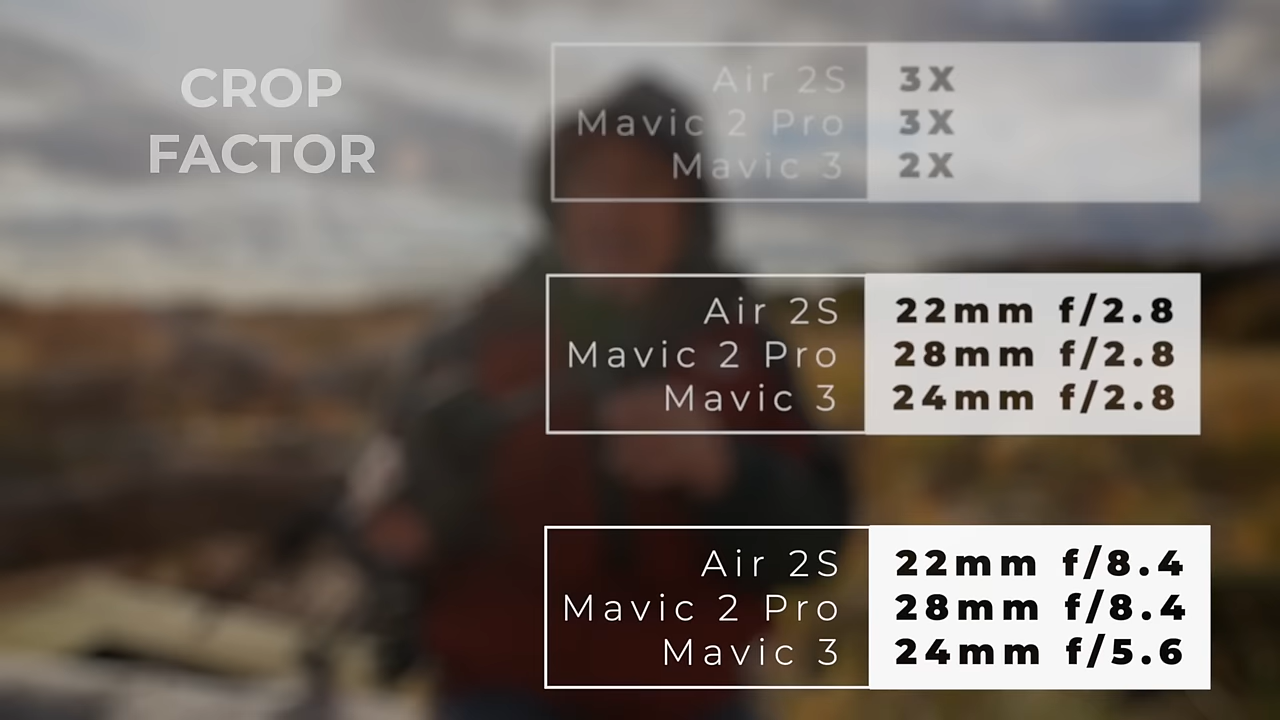 CROP
FACTOR
Air 2S 3X
Mavic 2 Pro 3X
Mavic 3 2X
Air 2S 22mm f/2.8
Mavic 2 Pro 28mm f/2.8
Mavic 3 24mm f/2.8
Air 2S 22mm f/8.4
Mavic 2 Pro 28mm f/8.4
Mavic 3 24mm f/5.6